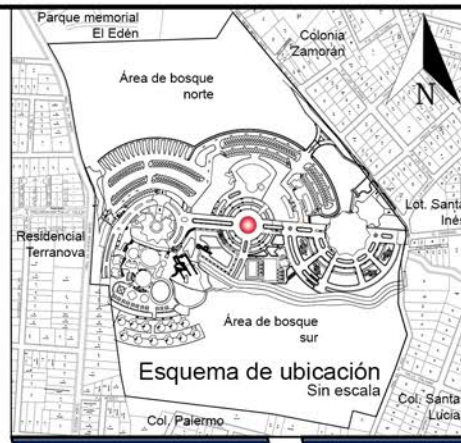 Parque memorial
El Edén
Colonia
Zamorán
Área de bosque
norte
N
Lot. Santa
Inés
Residencial
Terranova
Área de bosque
sur
Esquema de ubicación
Sin escala
Col. Santa
Lucia
Col. Palermo